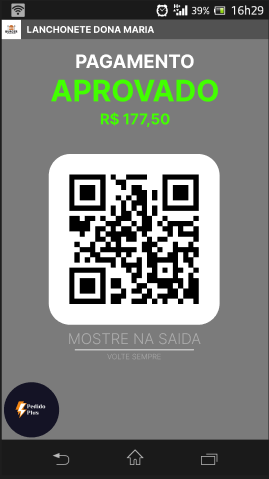 39% 16h29
LANCHONETE DONA MARIA
PAGAMENTO
APROVADO
R$ 177,50
MOSTRE NA SAIDA
VOLTE SEMPRE
Pedido
Plus